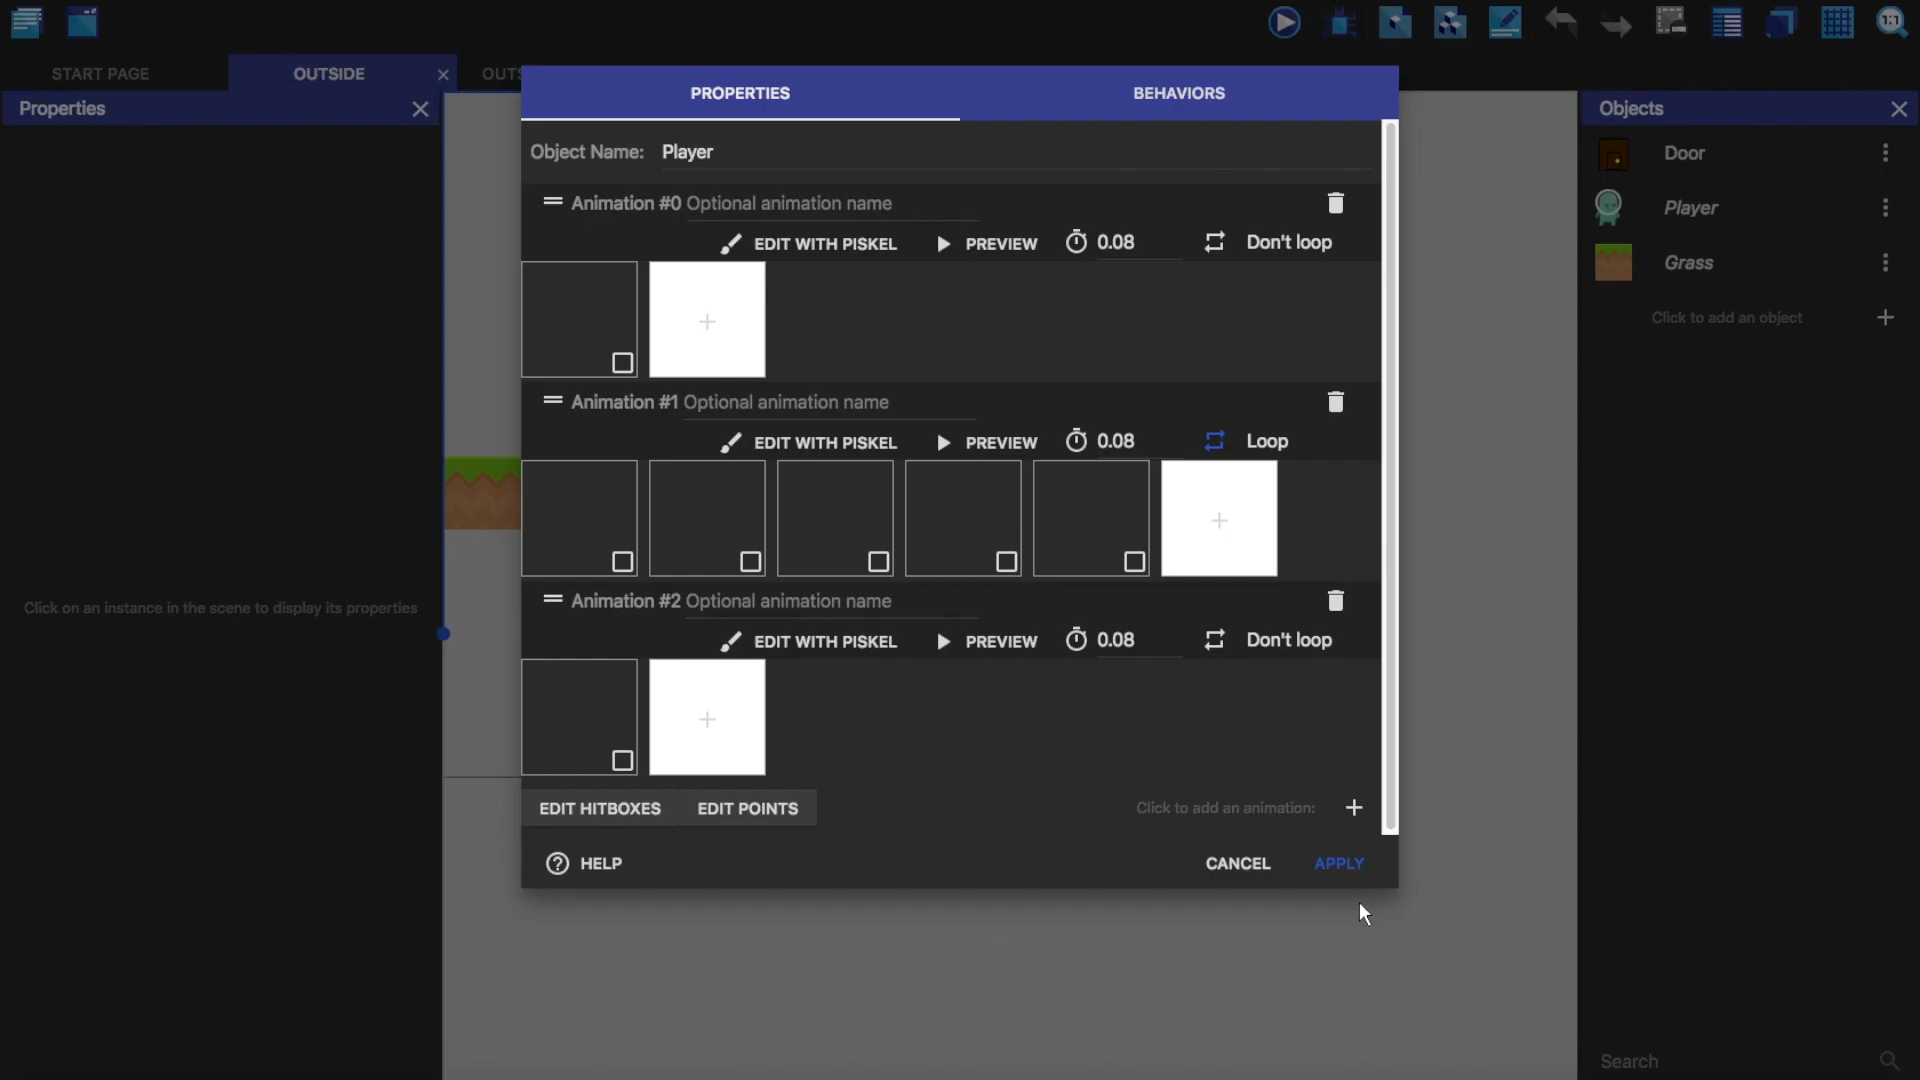 START PAGE
OUTSIDE
OUTS
Properties
Click on an instance in the scene to display its properties
PROPERTIES
BEHAVIORS
Object Name: Player
Animation #0 Optional animation name
EDIT WITH PISKEL
PREVIEW
0.08
Don't loop
Animation #1 Optional animation name
EDIT WITH PISKEL
PREVIEW
0.08
Loop
Animation #2 Optional animation name
EDIT WITH PISKEL
PREVIEW
0.08
Don't loop
EDIT HITBOXES
EDIT POINTS
Click to add an animation:
HELP
CANCEL
APPLY
1:1
Objects
Door
Player
Grass
Click to add an object
Search